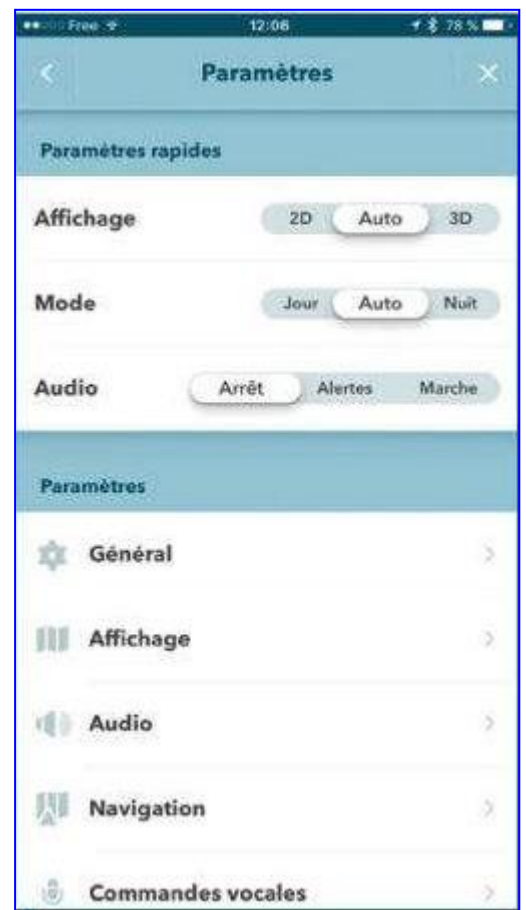 Free 12:08 78 %
Paramètres
Paramètres rapides
Affichage 2D Auto 3D
Mode Jour Auto Nuit
Audio Arrêt Alertes Marche
Paramètres
Général
Affichage
Audio
Navigation
Commandes vocales